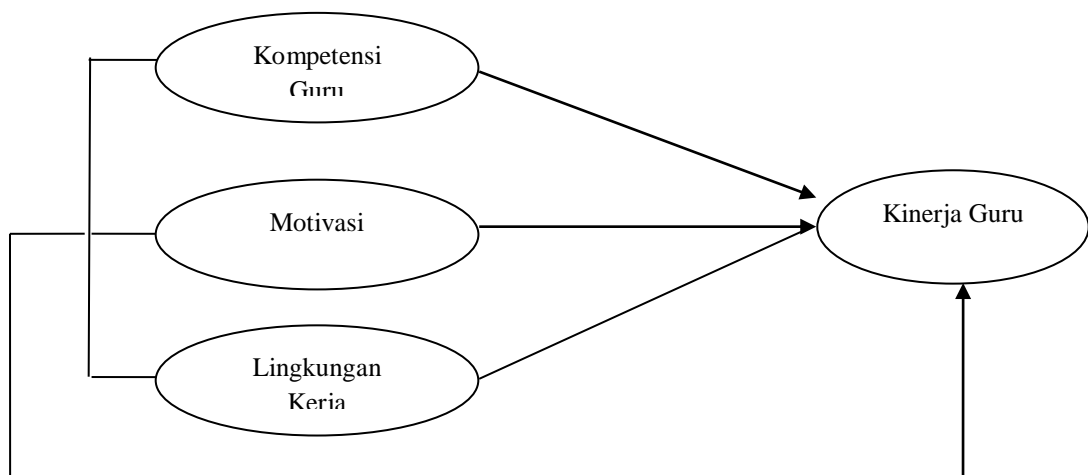 Kompetensi
Guru
Motivasi
Kinerja Guru
Lingkungan
Kerja